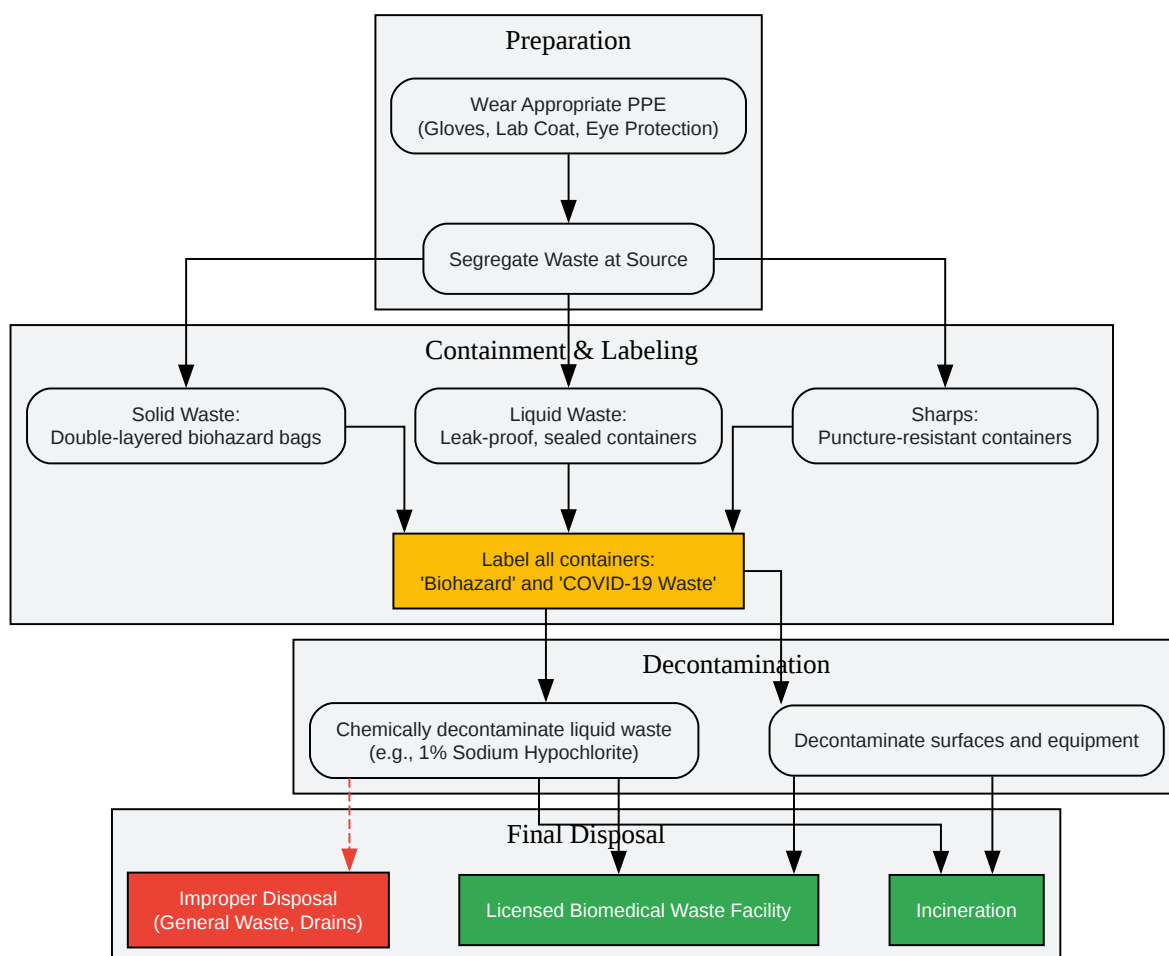 Preparation
Wear Appropriate PPE
(Gloves, Lab Coat, Eye Protection)
Segregate Waste at Source
Containment & Labeling
Solid Waste:
Double-layered biohazard bags
Liquid Waste:
Leak-proof, sealed containers
Sharps:
Puncture-resistant containers
Label all containers:
'Biohazard' and 'COVID-19 Waste'
Decontamination
Chemically decontaminate liquid waste
(e.g., 1% Sodium Hypochlorite)
Decontaminate surfaces and equipment
Final Disposal
Improper Disposal
(General Waste, Drains)
Licensed Biomedical Waste Facility
Incineration